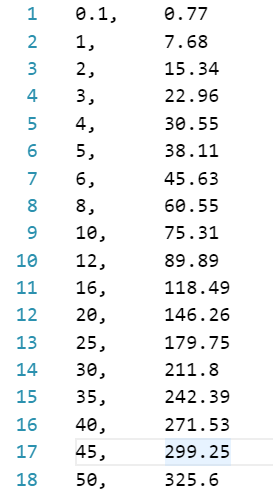 1 0.1, 0.77
2 1, 7.68
3 2, 15.34
4 3, 22.96
5 4, 30.55
6 5, 38.11
7 6, 45.63
8 8, 60.55
9 10, 75.31
10 12, 89.89
11 16, 118.49
12 20, 146.26
13 25, 179.75
14 30, 211.8
15 35, 242.39
16 40, 271.53
17 45, 299.25
18 50, 325.6